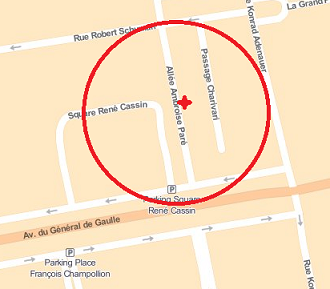 La Grand
Rue Robert Schuman
Rue Konrad Adenauer
Allée Ambroise Paré
Passage Charivari
Square René Cassin
P
Parking Square
René Cassin
Av. du Général de Gaulle
P
Parking Place
François Champollion
Rue